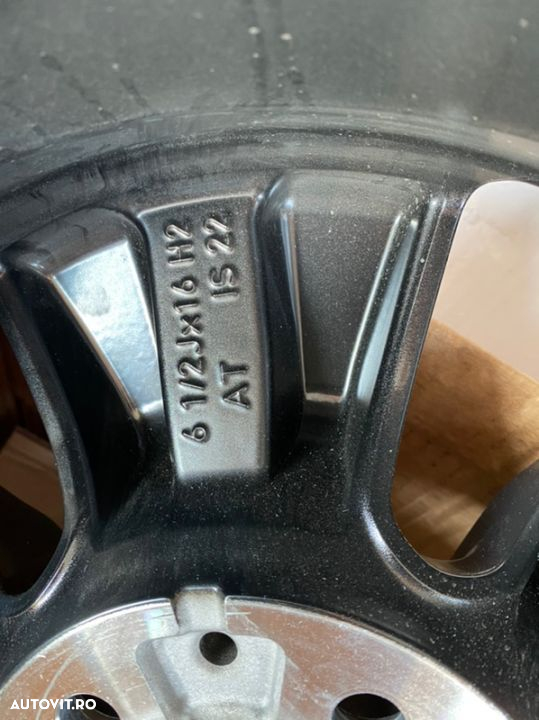 6 1/2Jx16 H2
AT IS 22
AUTOVIT.RO